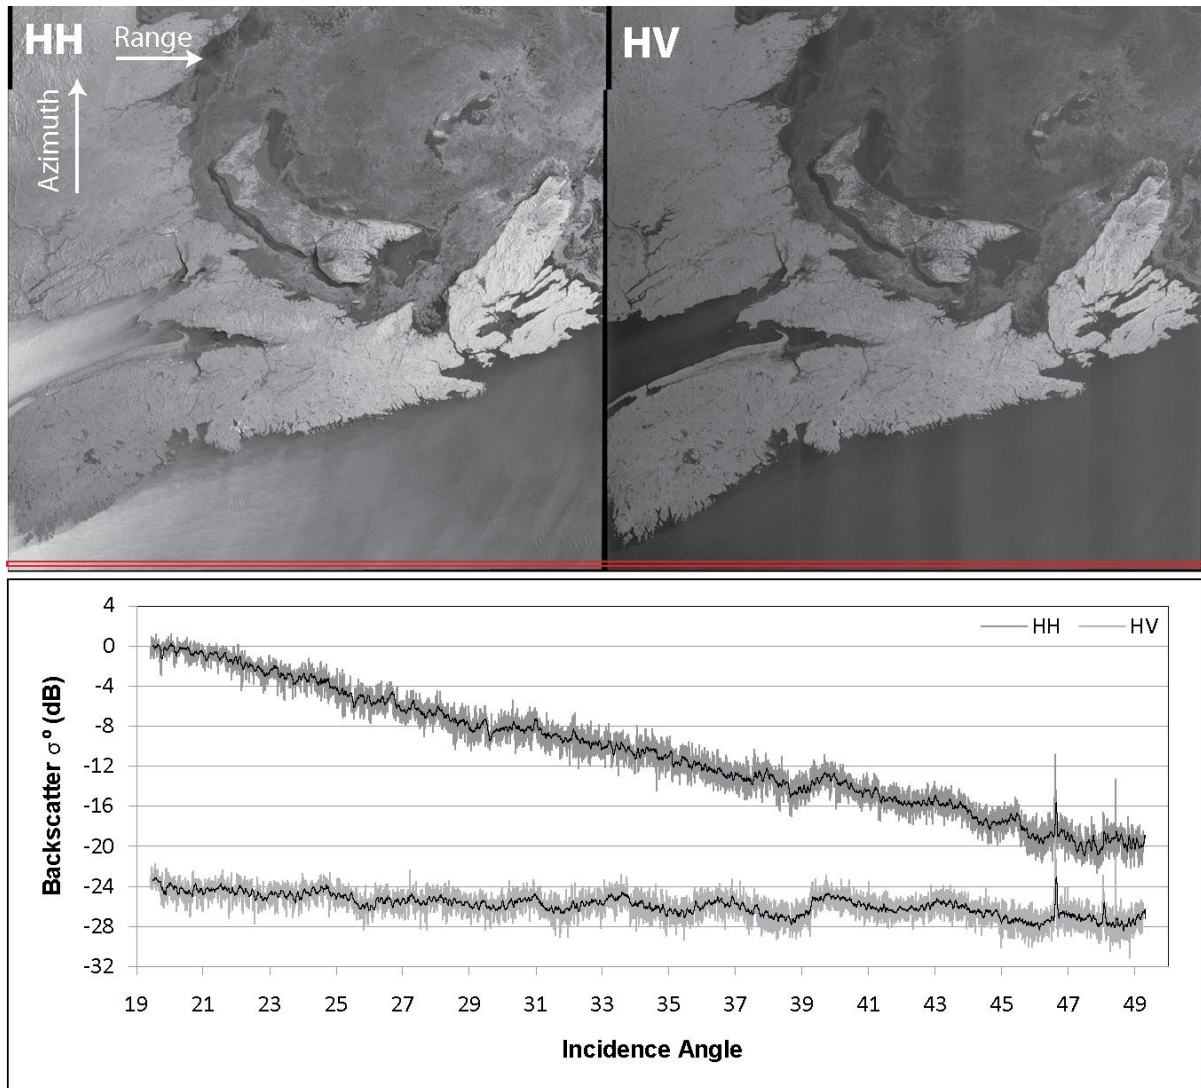 HH
Range
Azimuth
HV
HH HV
4
0
-4
-8
-12
-16
-20
-24
-28
-32
Backscatter σº (dB)
19 21 23 25 27 29 31 33 35 37 39 41 43 45 47 49
Incidence Angle